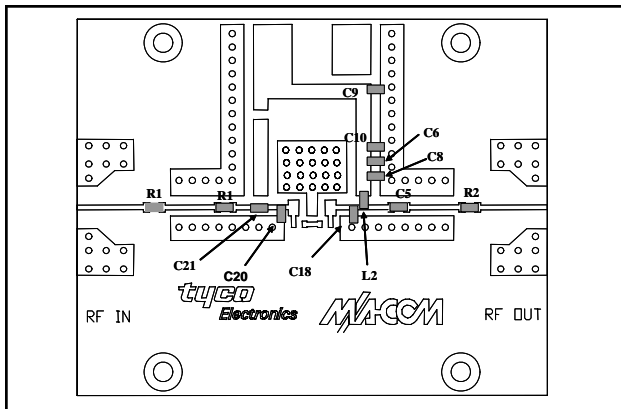 C9
C10
C6
C8
R1
R1
C5
R2
C21
C20
C18
L2
tyco
Electronics
M/A-COM
RF IN
RF OUT